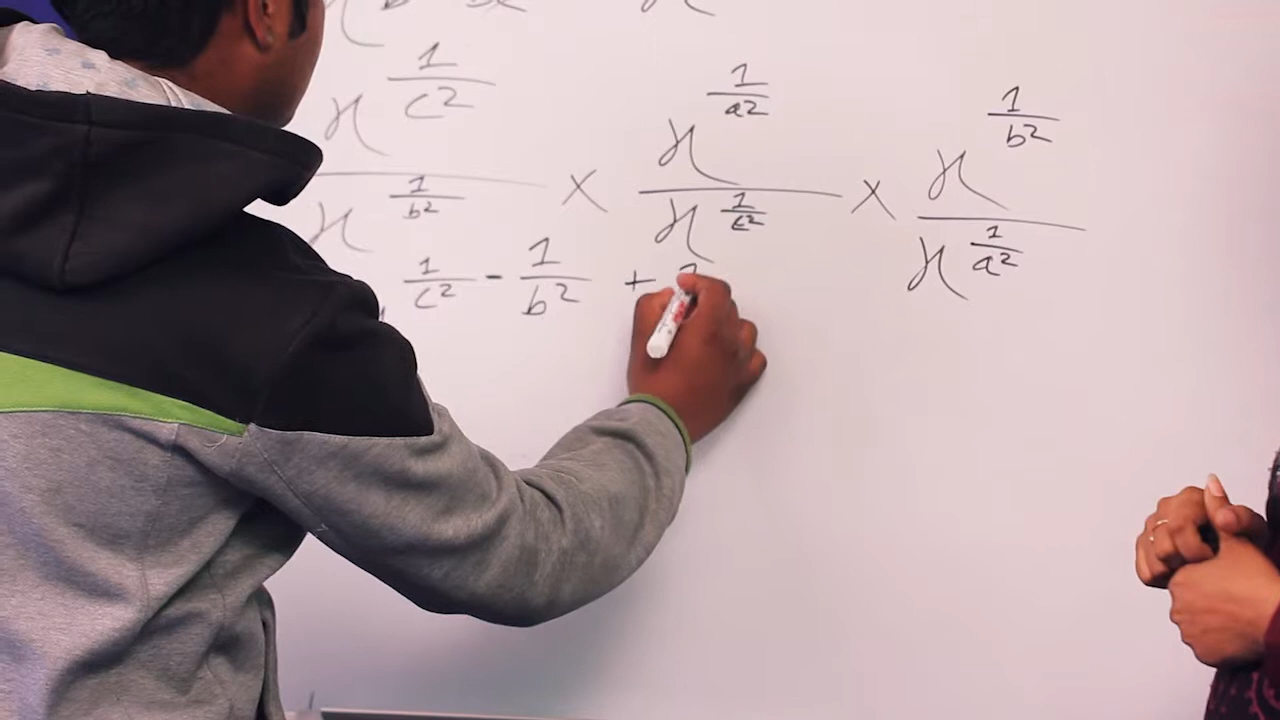 x^(1/c²) / x^(1/b²) × x^(1/a²) / x^(1/c²) × x^(1/b²) / x^(1/a²)
1/c² - 1/b² +